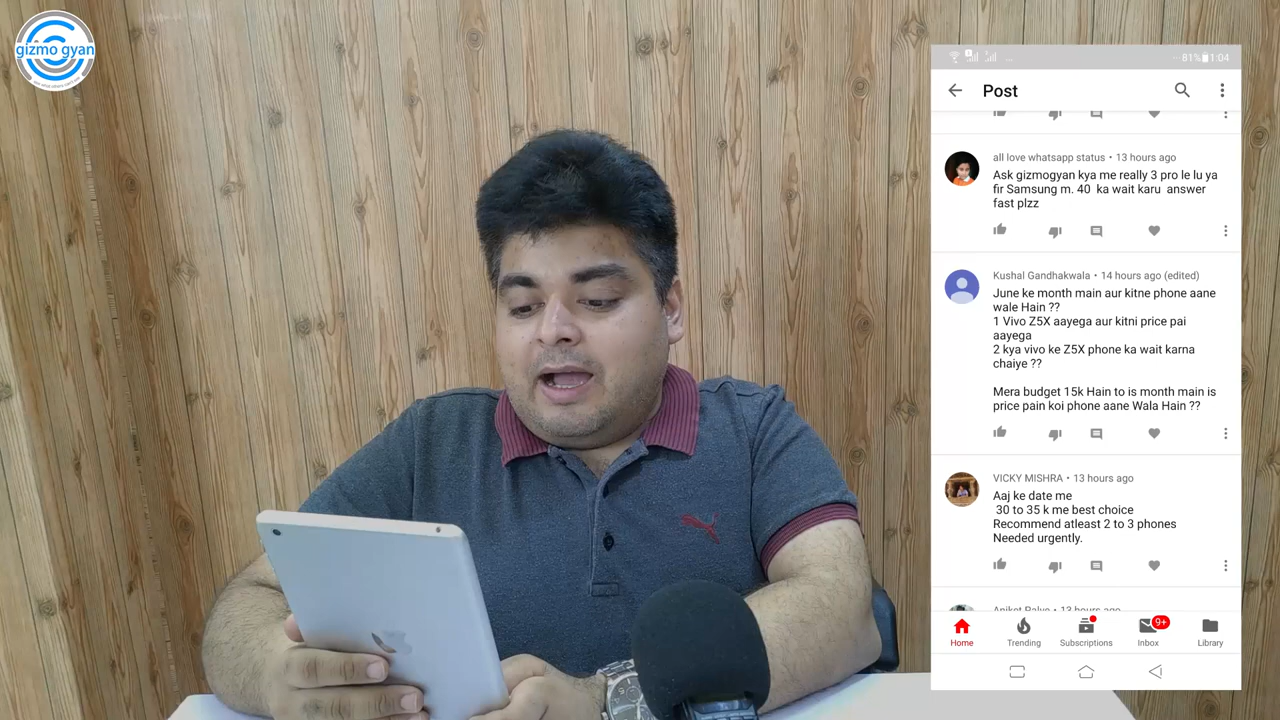 gizmo gyan
81% 1:04
Post
all love whatsapp status • 13 hours ago
Ask gizmogyan kya me really 3 pro le lu ya
fir Samsung m. 40 ka wait karu answer
fast plzz
Kushal Gandhakwala • 14 hours ago (edited)
June ke month main aur kitne phone aane
wale Hain ??
1 Vivo Z5X aayega aur kitni price pai
aayega
2 kya vivo ke Z5X phone ka wait karna
chaiye ??
Mera budget 15k Hain to is month main is
price pain koi phone aane Wala Hain ??
VICKY MISHRA • 13 hours ago
Aaj ke date me
30 to 35 k me best choice
Recommend atleast 2 to 3 phones
Needed urgently.
9+
Home Trending Subscriptions Inbox Library